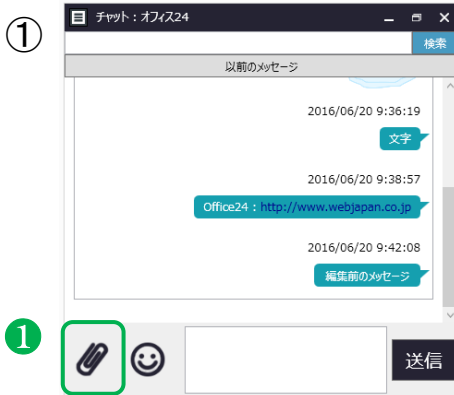 ①
チャット：オフィス24
検索
以前のメッセージ
2016/06/20 9:36:19
文字
2016/06/20 9:38:57
Office24：http://www.webjapan.co.jp
2016/06/20 9:42:08
編集前のメッセージ
❶
送信